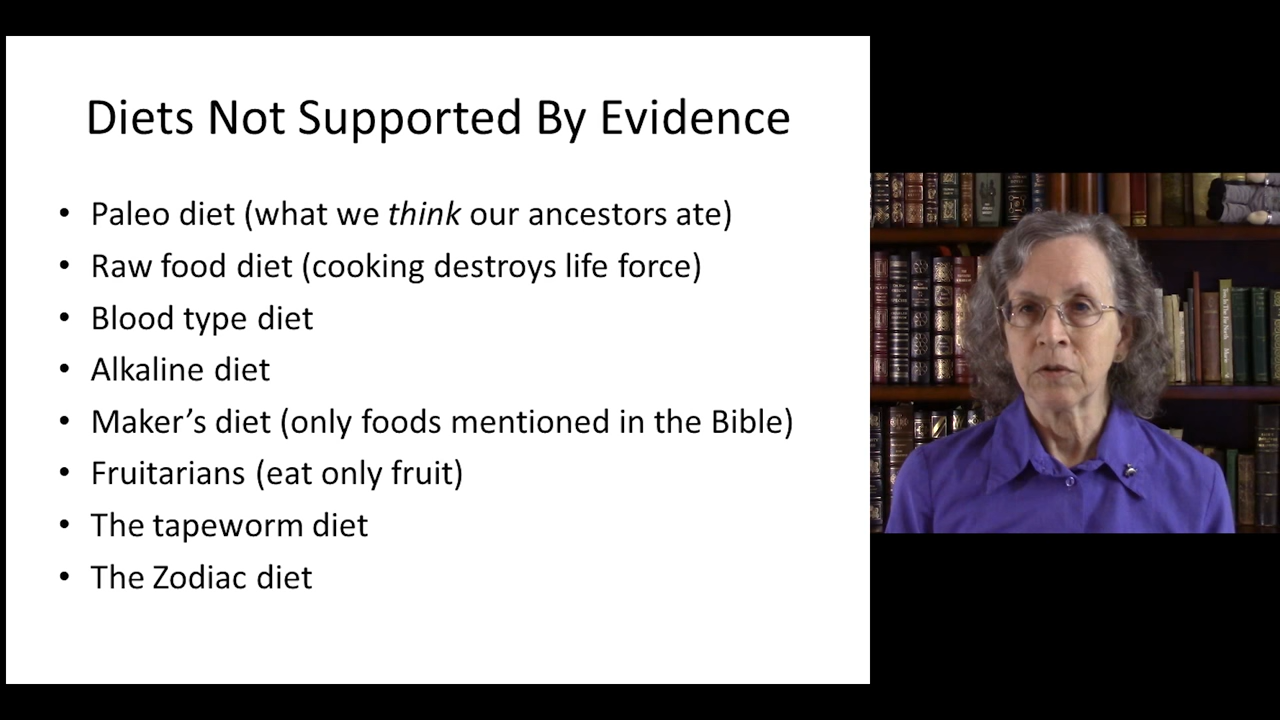 Diets Not Supported By Evidence
• Paleo diet (what we think our ancestors ate)
• Raw food diet (cooking destroys life force)
• Blood type diet
• Alkaline diet
• Maker’s diet (only foods mentioned in the Bible)
• Fruitarians (eat only fruit)
• The tapeworm diet
• The Zodiac diet